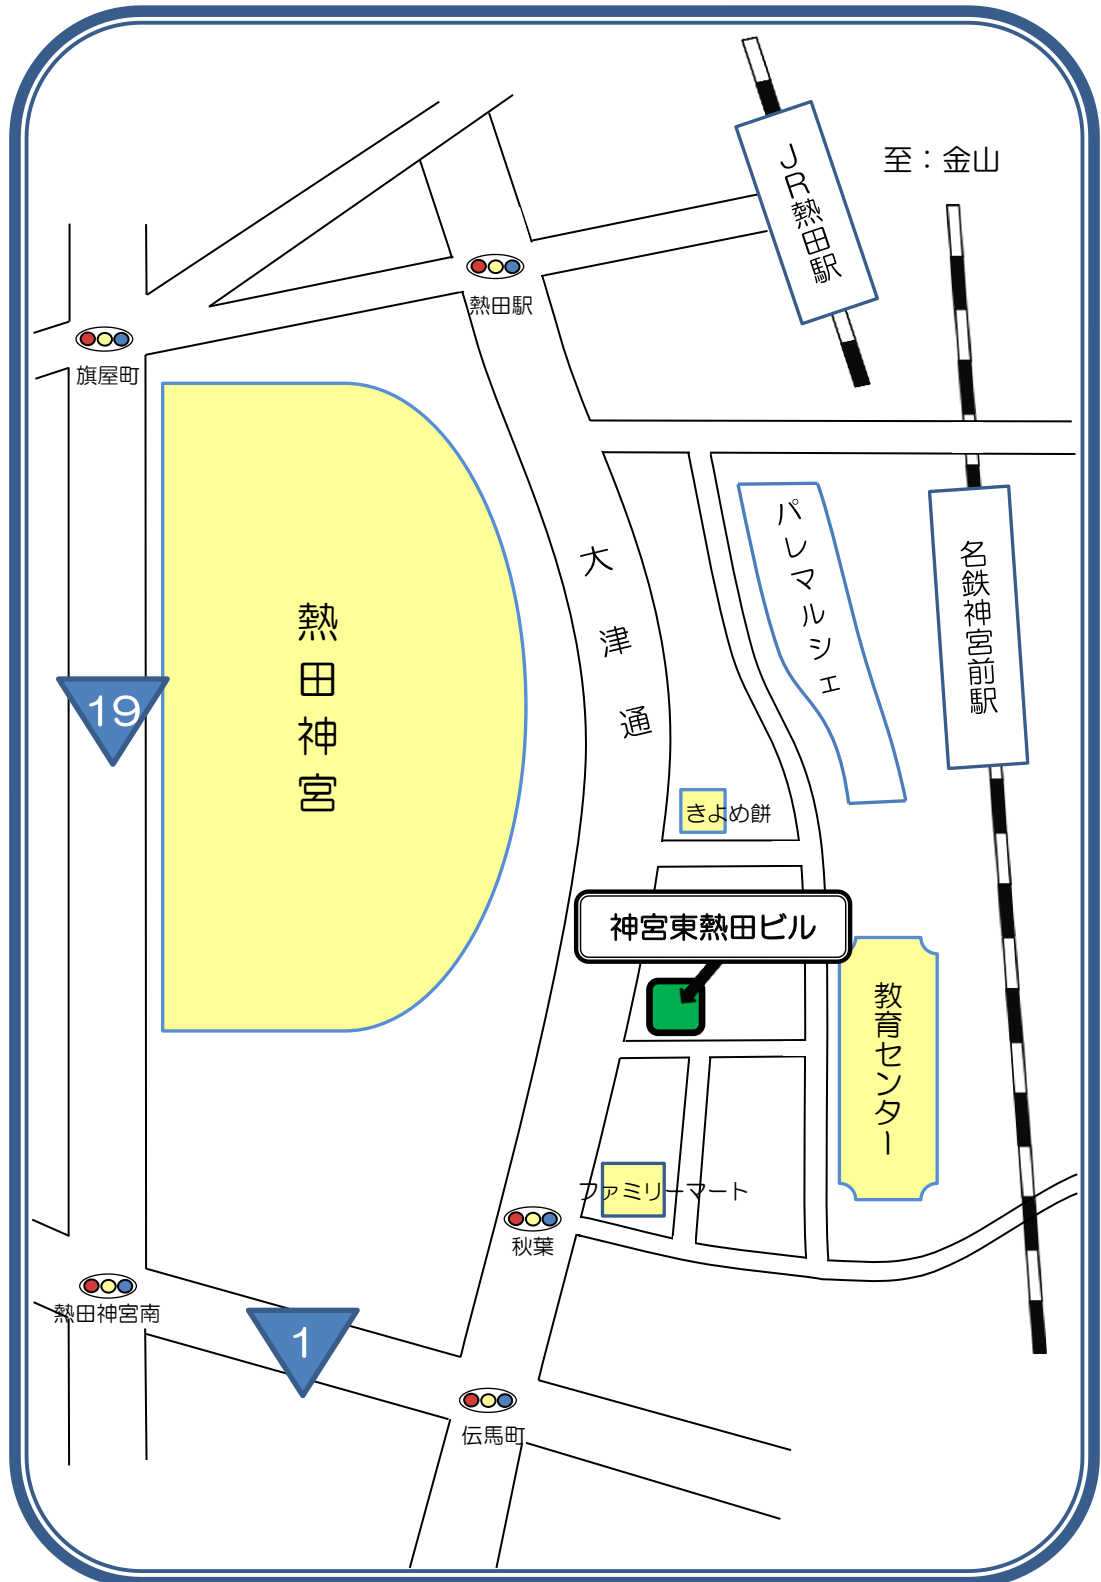 JR熱田駅
至：金山
熱田駅
旗屋町
パレマルシェ
名鉄神宮前駅
大津通
熱田神宮
19
きよめ餅
神宮東熱田ビル
教育センター
ファミリーマート
秋葉
熱田神宮南
1
伝馬町